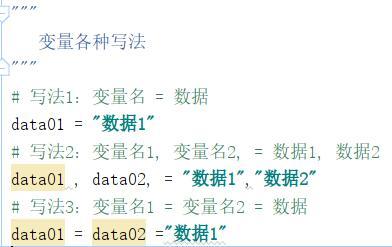 """
变量各种写法
"""
# 写法1：变量名 = 数据
data01 = "数据1"
# 写法2：变量名1, 变量名2, = 数据1, 数据2
data01 , data02, = "数据1","数据2"
# 写法3：变量名1 = 变量名2 = 数据
data01 = data02 ="数据1"